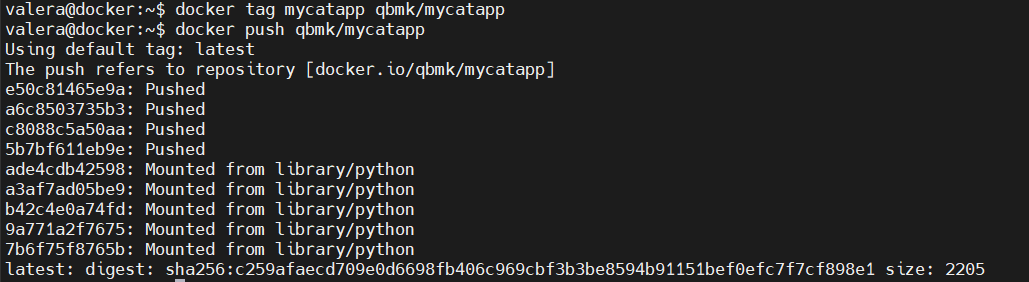 valera@docker:~$ docker tag mycatapp qbmk/mycatapp
valera@docker:~$ docker push qbmk/mycatapp
Using default tag: latest
The push refers to repository [docker.io/qbmk/mycatapp]
e50c81465e9a: Pushed
a6c8503735b3: Pushed
c8088c5a50aa: Pushed
5b7bf611eb9e: Pushed
ade4cdb42598: Mounted from library/python
a3af7ad05be9: Mounted from library/python
b42c4e0a74fd: Mounted from library/python
9a771a2f7675: Mounted from library/python
7b6f75f8765b: Mounted from library/python
latest: digest: sha256:c259afaecd709e0d6698fb406c969cbf3b3be8594b91151bef0efc7f7cf898e1 size: 2205